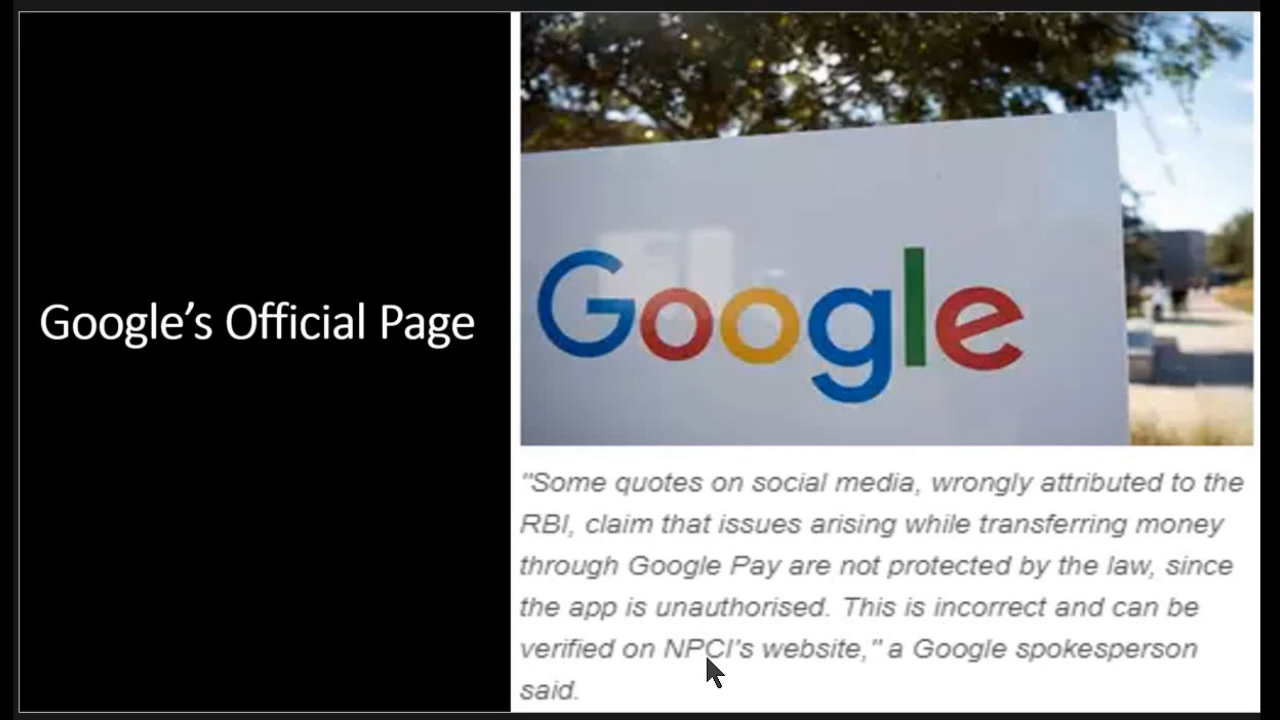 Google's Official Page
Google
"Some quotes on social media, wrongly attributed to the
RBI, claim that issues arising while transferring money
through Google Pay are not protected by the law, since
the app is unauthorised. This is incorrect and can be
verified on NPCI's website," a Google spokesperson
said.